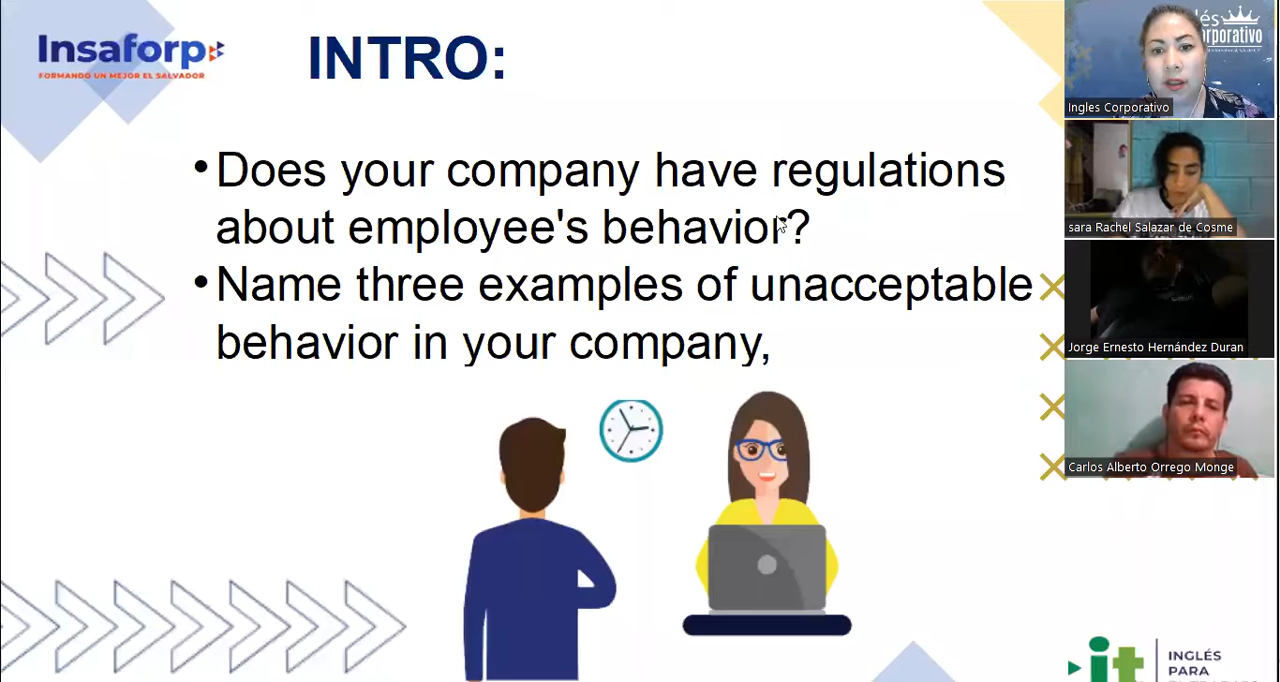 Insaforp
FORMANDO UN MEJOR EL SALVADOR
INTRO:
• Does your company have regulations
about employee's behavior?
• Name three examples of unacceptable
behavior in your company,
Ingles Corporativo
sara Rachel Salazar de Cosme
Jorge Ernesto Hernández Duran
Carlos Alberto Orrego Monge
it
INGLÉS
PARA